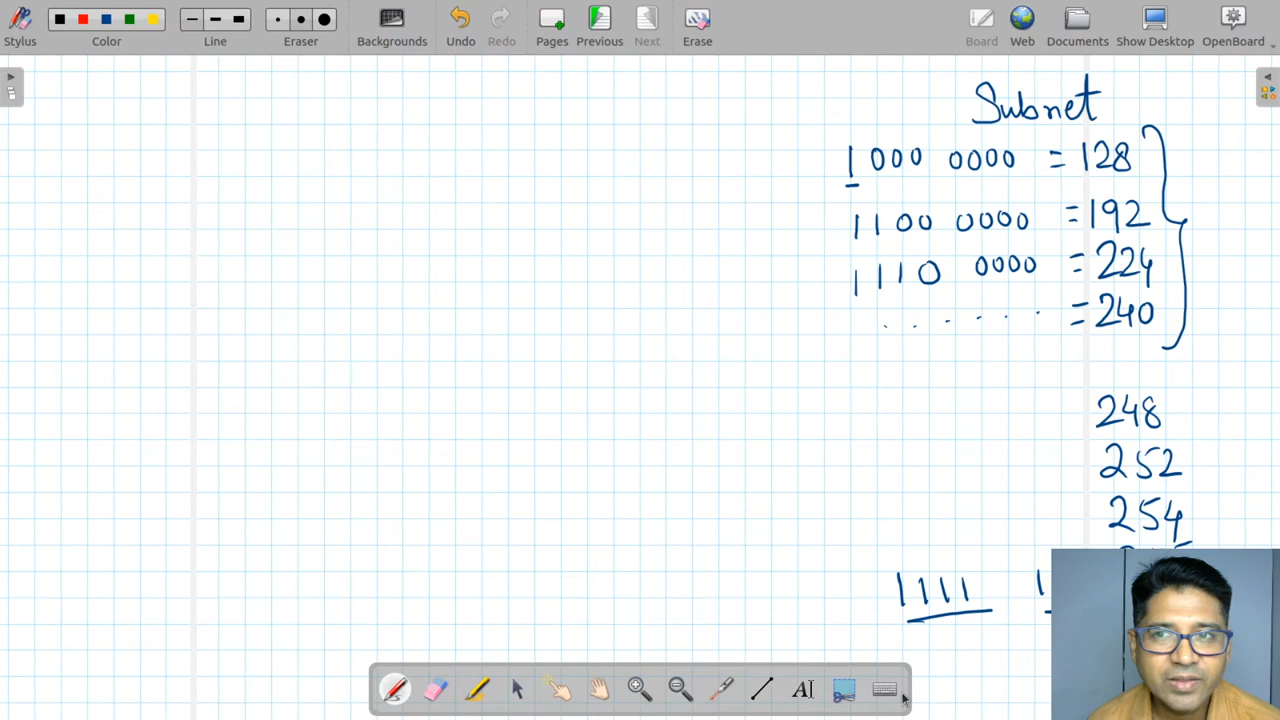 Stylus Color Line Eraser Backgrounds Undo Redo Pages Previous Next Erase Board Web Documents Show Desktop OpenBoard
Subnet
1000 0000 = 128
1100 0000 = 192
1110 0000 = 224
. . . . . . = 240
248
252
254
1111
AI